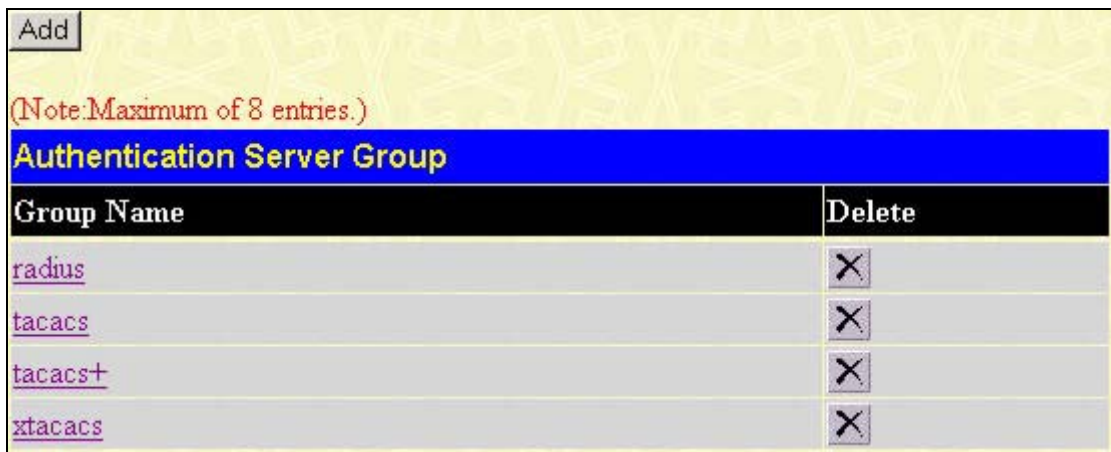 Add
(Note:Maximum of 8 entries.)
Authentication Server Group
Group Name Delete
radius
tacacs
tacacs+
xtacacs